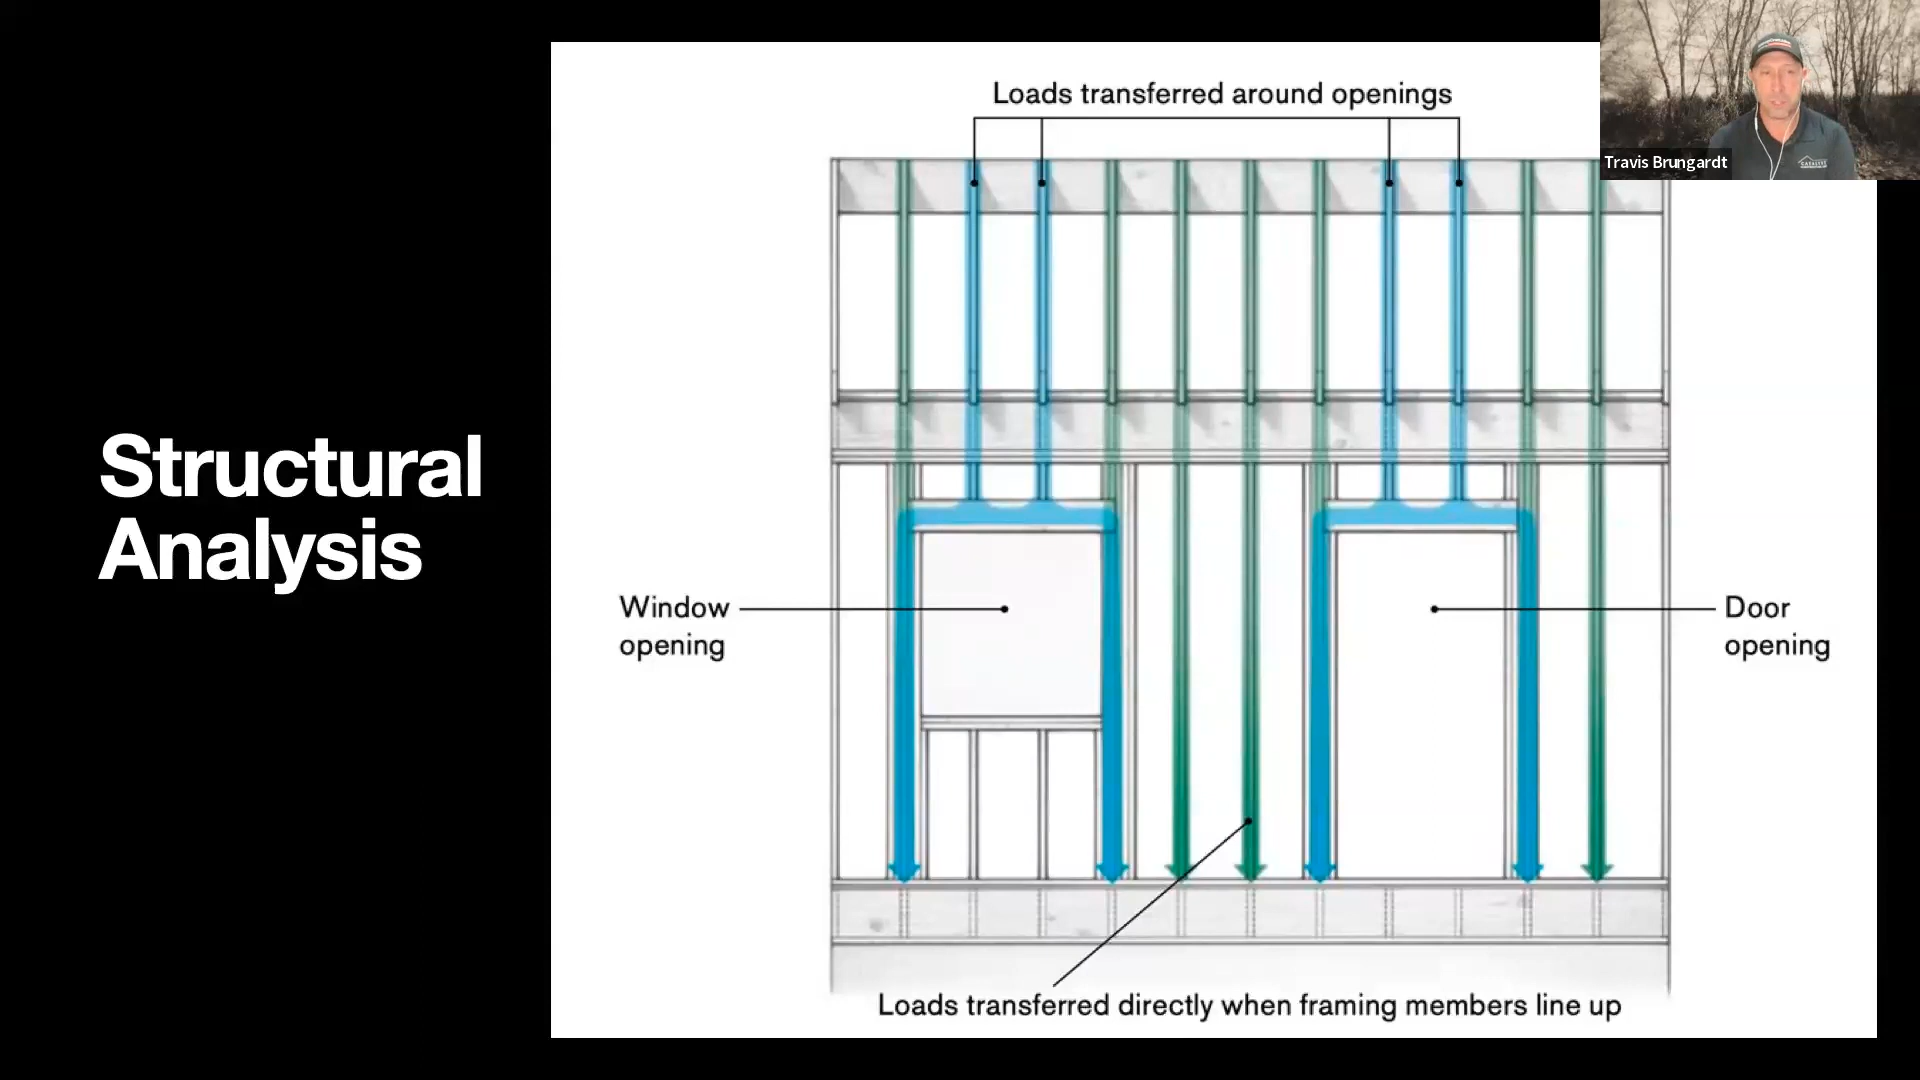 Structural
Analysis
Loads transferred around openings
Window
opening
Door
opening
Loads transferred directly when framing members line up
Travis Brungardt